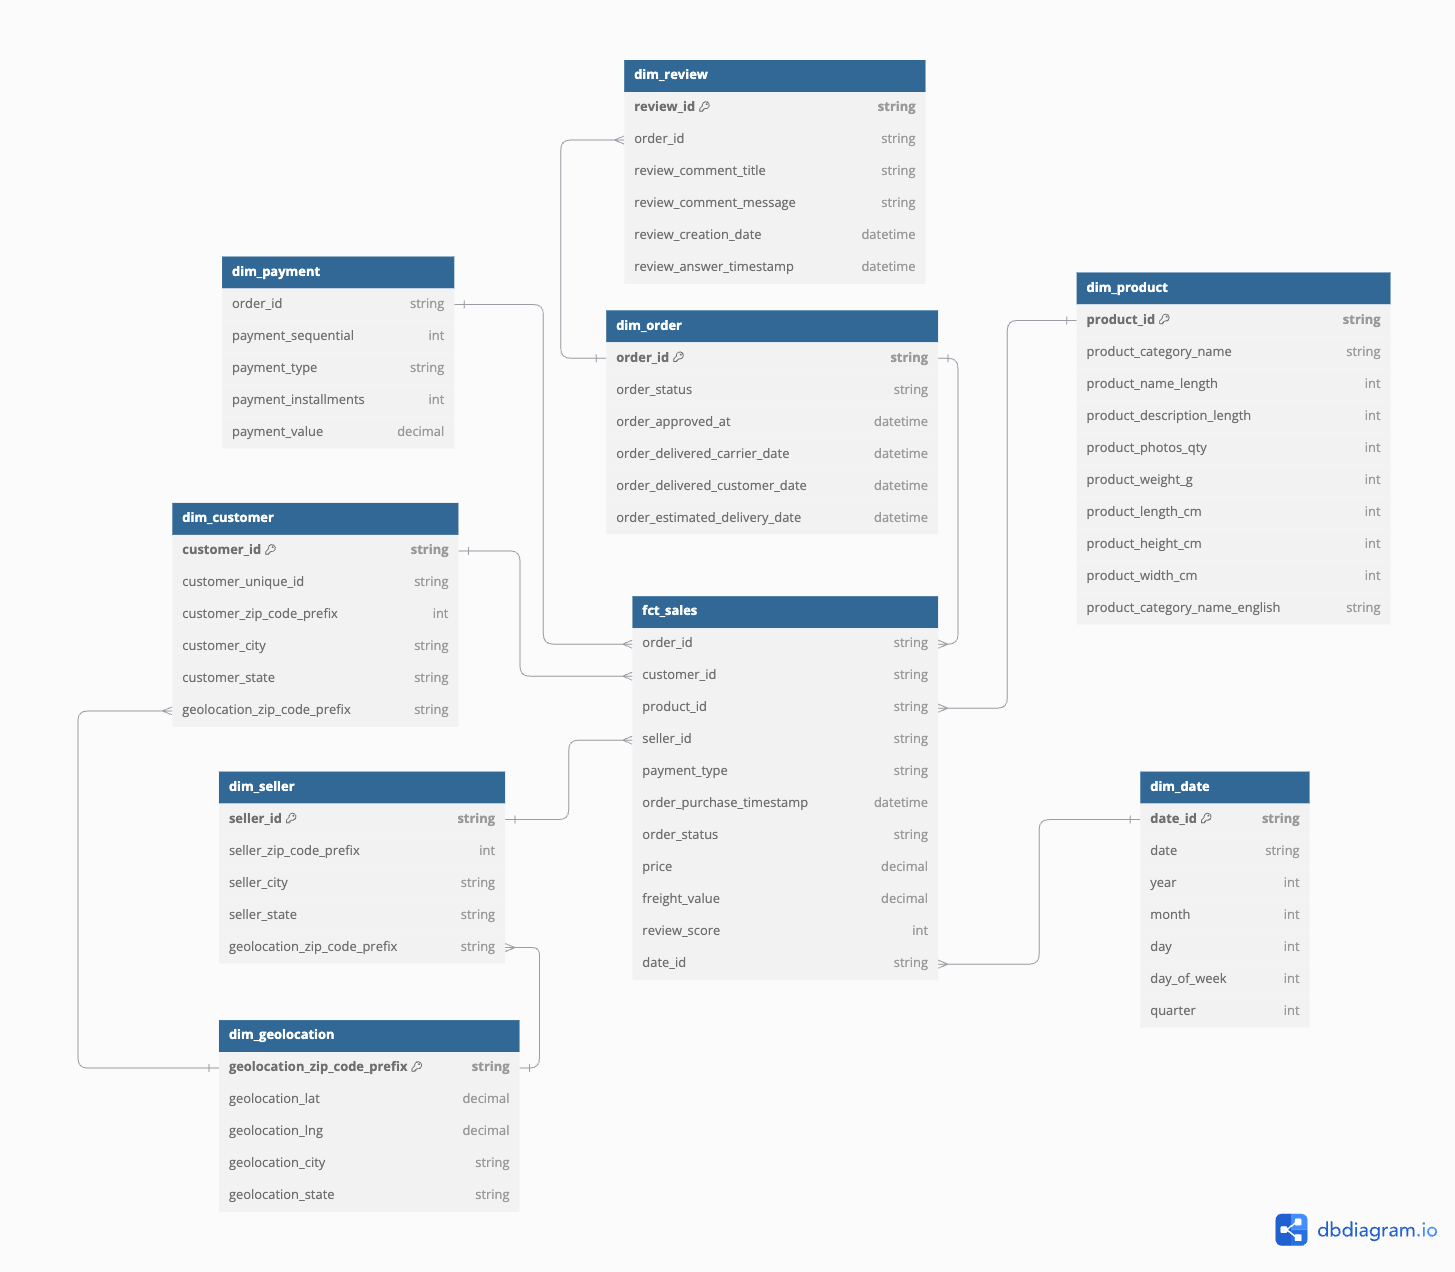 dim_review
review_id string
order_id string
review_comment_title string
review_comment_message string
review_creation_date datetime
review_answer_timestamp datetime
dim_payment
order_id string
payment_sequential int
payment_type string
payment_installments int
payment_value decimal
dim_order
order_id string
order_status string
order_approved_at datetime
order_delivered_carrier_date datetime
order_delivered_customer_date datetime
order_estimated_delivery_date datetime
dim_product
product_id string
product_category_name string
product_name_length int
product_description_length int
product_photos_qty int
product_weight_g int
product_length_cm int
product_height_cm int
product_width_cm int
product_category_name_english string
dim_customer
customer_id string
customer_unique_id string
customer_zip_code_prefix int
customer_city string
customer_state string
geolocation_zip_code_prefix string
fct_sales
order_id string
customer_id string
product_id string
seller_id string
payment_type string
order_purchase_timestamp datetime
order_status string
price decimal
freight_value decimal
review_score int
date_id string
dim_seller
seller_id string
seller_zip_code_prefix int
seller_city string
seller_state string
geolocation_zip_code_prefix string
dim_date
date_id string
date string
year int
month int
day int
day_of_week int
quarter int
dim_geolocation
geolocation_zip_code_prefix string
geolocation_lat decimal
geolocation_lng decimal
geolocation_city string
geolocation_state string
dbdiagram.io